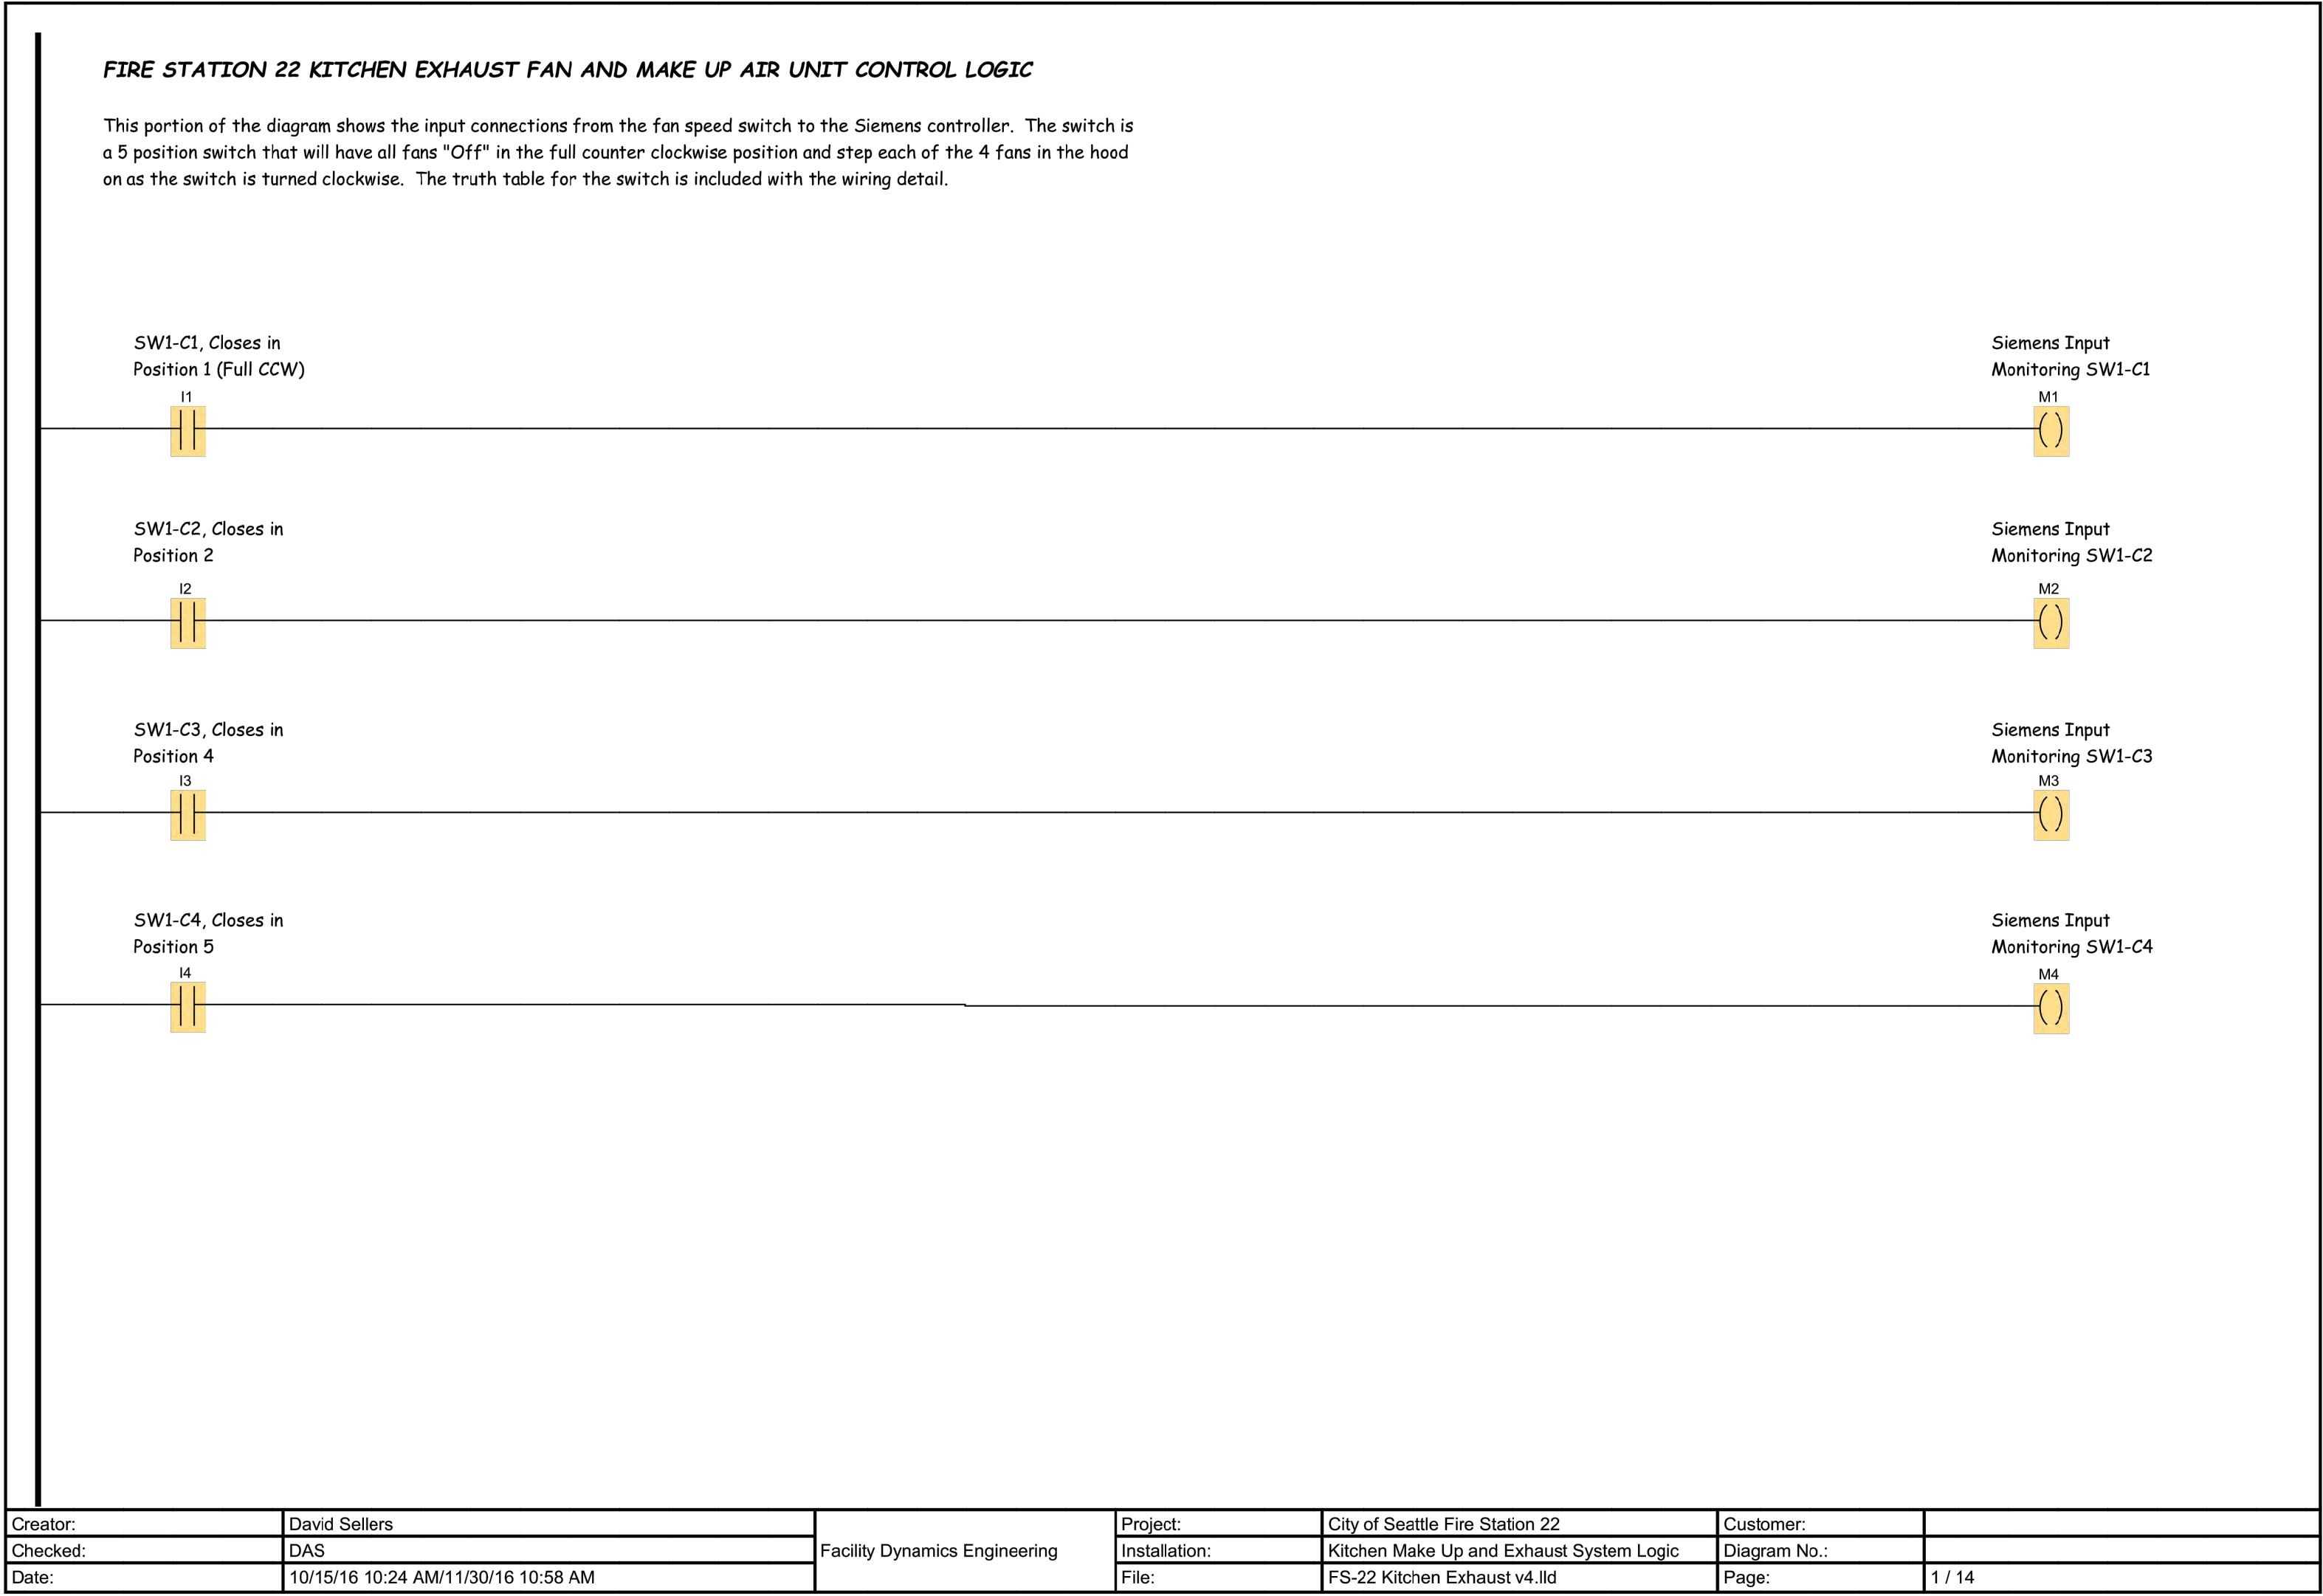 FIRE STATION 22 KITCHEN EXHAUST FAN AND MAKE UP AIR UNIT CONTROL LOGIC
This portion of the diagram shows the input connections from the fan speed switch to the Siemens controller.  The switch is
a 5 position switch that will have all fans "Off" in the full counter clockwise position and step each of the 4 fans in the hood
on as the switch is turned clockwise.  The truth table for the switch is included with the wiring detail.
SW1-C1, Closes in
Position 1 (Full CCW)
I1
Siemens Input
Monitoring SW1-C1
M1
SW1-C2, Closes in
Position 2
I2
Siemens Input
Monitoring SW1-C2
M2
SW1-C3, Closes in
Position 4
I3
Siemens Input
Monitoring SW1-C3
M3
SW1-C4, Closes in
Position 5
I4
Siemens Input
Monitoring SW1-C4
M4
Creator: David Sellers
Checked: DAS
Date: 10/15/16 10:24 AM/11/30/16 10:58 AM
Facility Dynamics Engineering
Project: City of Seattle Fire Station 22
Installation: Kitchen Make Up and Exhaust System Logic
File: FS-22 Kitchen Exhaust v4.lld
Customer:
Diagram No.:
Page: 1 / 14